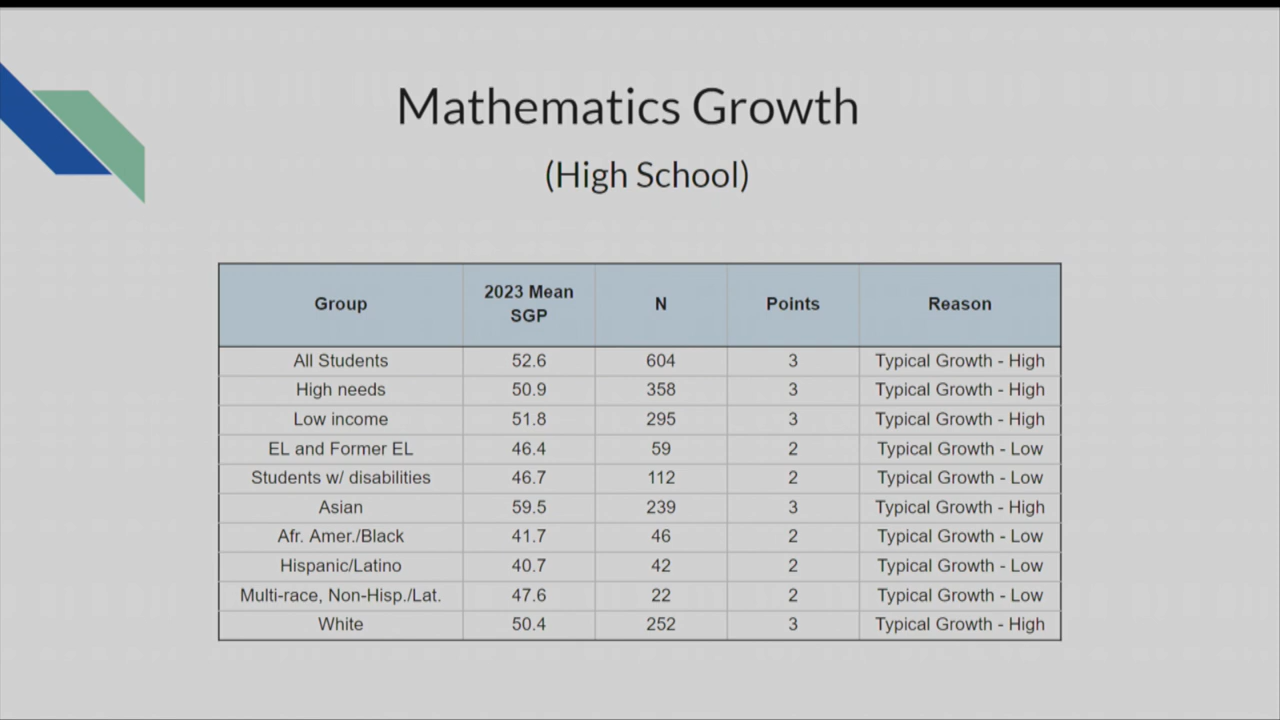 Mathematics Growth
(High School)
Group 2023 Mean SGP N Points Reason
All Students 52.6 604 3 Typical Growth - High
High needs 50.9 358 3 Typical Growth - High
Low income 51.8 295 3 Typical Growth - High
EL and Former EL 46.4 59 2 Typical Growth - Low
Students w/ disabilities 46.7 112 2 Typical Growth - Low
Asian 59.5 239 3 Typical Growth - High
Afr. Amer./Black 41.7 46 2 Typical Growth - Low
Hispanic/Latino 40.7 42 2 Typical Growth - Low
Multi-race, Non-Hisp./Lat. 47.6 22 2 Typical Growth - Low
White 50.4 252 3 Typical Growth - High